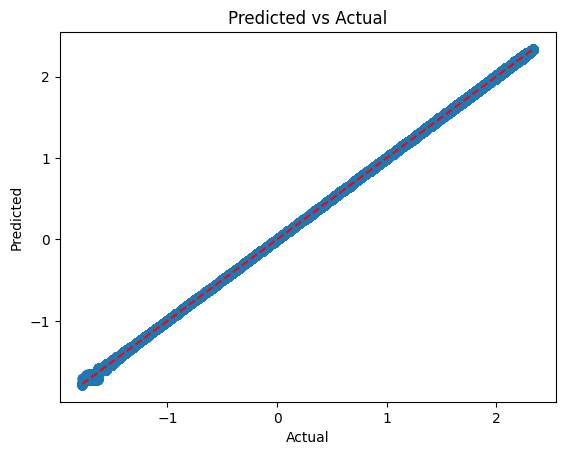 Predicted vs Actual
2
1
0
−1
Predicted
−1 0 1 2
Actual